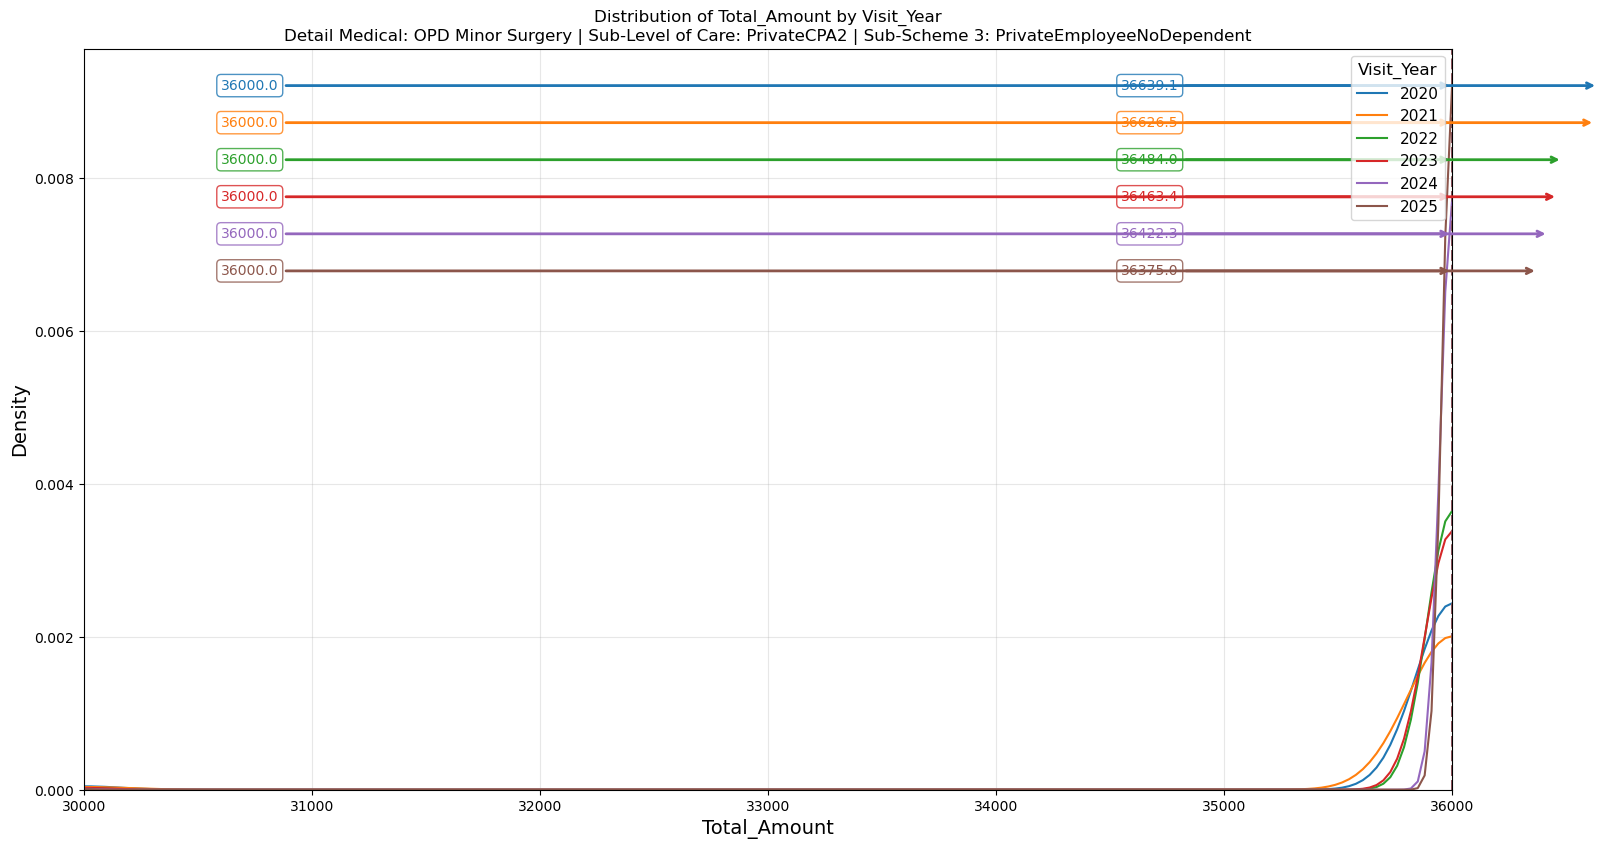 Distribution of Total_Amount by Visit_Year
Detail Medical: OPD Minor Surgery | Sub-Level of Care: PrivateCPA2 | Sub-Scheme 3: PrivateEmployeeNoDependent
Visit_Year
2020
2021
2022
2023
2024
2025
36000.0 36639.1
36000.0 36626.5
36000.0 36484.0
36000.0 36463.4
36000.0 36422.3
36000.0 36375.0
Density
0.008
0.006
0.004
0.002
0.000
30000 31000 32000 33000 34000 35000 36000
Total_Amount